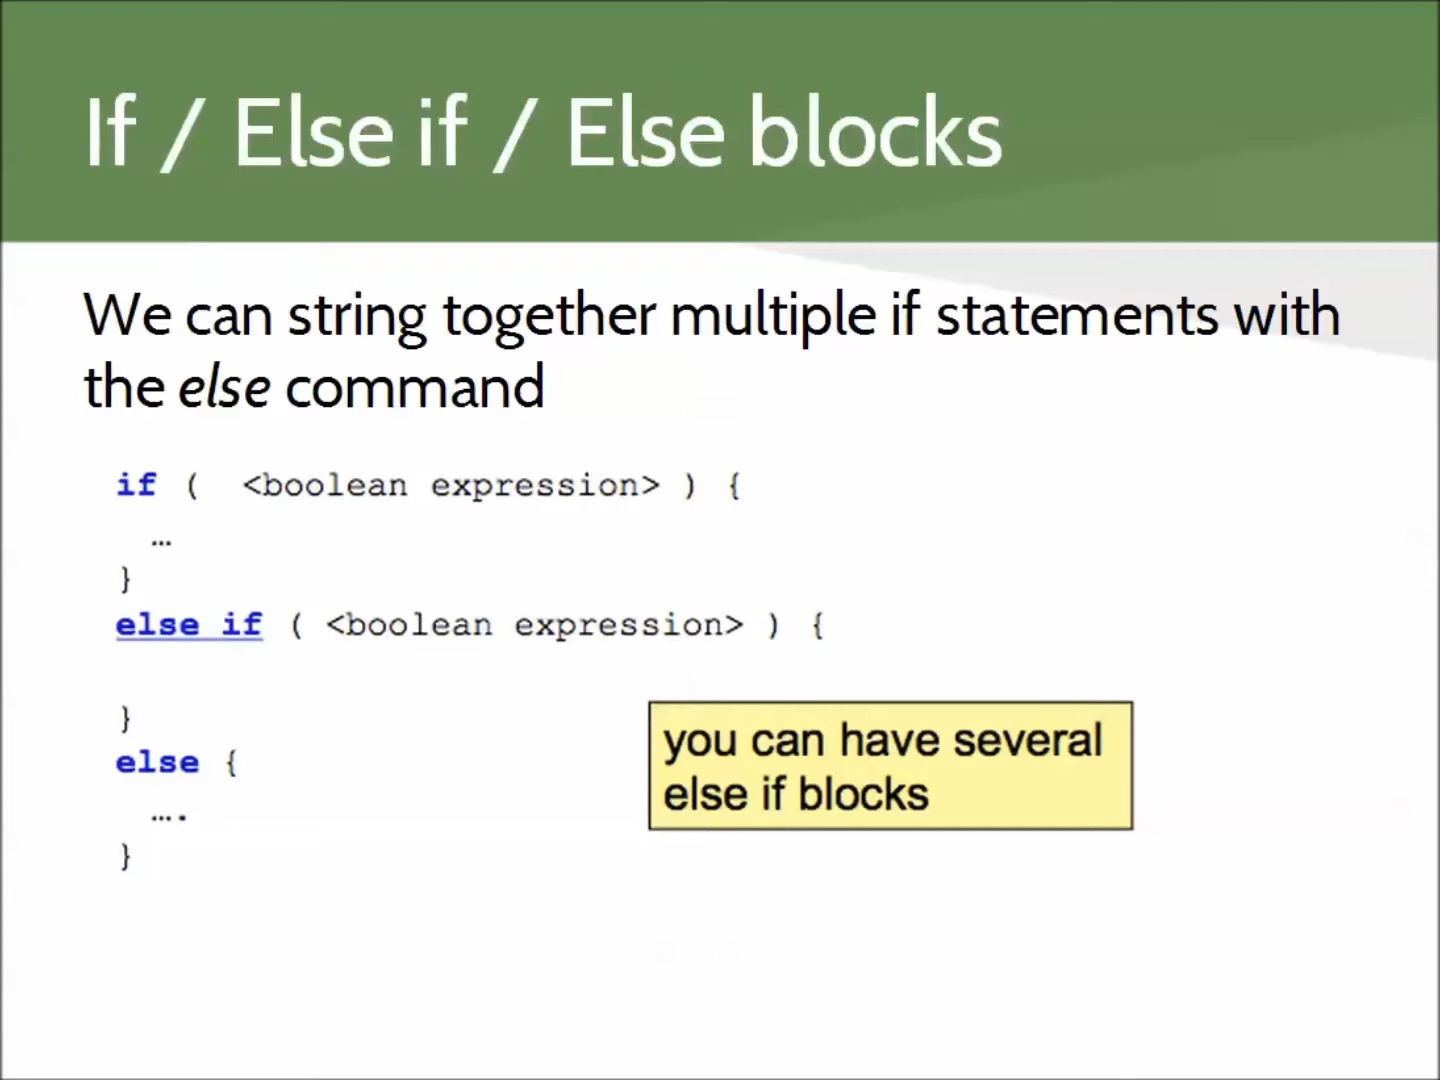 If / Else if / Else blocks
We can string together multiple if statements with
the else command
if ( <boolean expression> ) {
…
}
else if ( <boolean expression> ) {
}
else {
….
}
you can have several
else if blocks